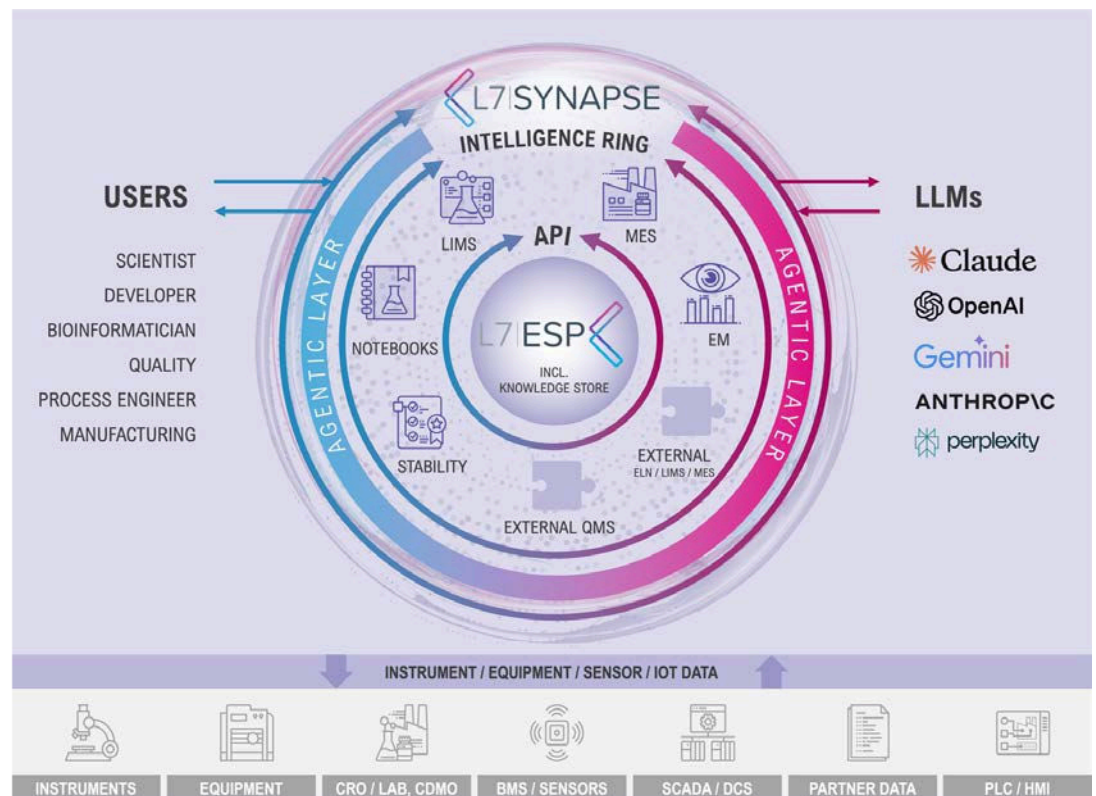 L7|SYNAPSE
INTELLIGENCE RING
USERS
SCIENTIST
DEVELOPER
BIOINFORMATICIAN
QUALITY
PROCESS ENGINEER
MANUFACTURING
AGENTIC LAYER
LIMS
MES
API
NOTEBOOKS
L7|ESP
INCL.
KNOWLEDGE STORE
EM
STABILITY
EXTERNAL
ELN / LIMS / MES
EXTERNAL QMS
AGENTIC LAYER
LLMs
Claude
OpenAI
Gemini
ANTHROP\C
perplexity
INSTRUMENT / EQUIPMENT / SENSOR / IOT DATA
INSTRUMENTS
EQUIPMENT
CRO / LAB, CDMO
BMS / SENSORS
SCADA / DCS
PARTNER DATA
PLC / HMI